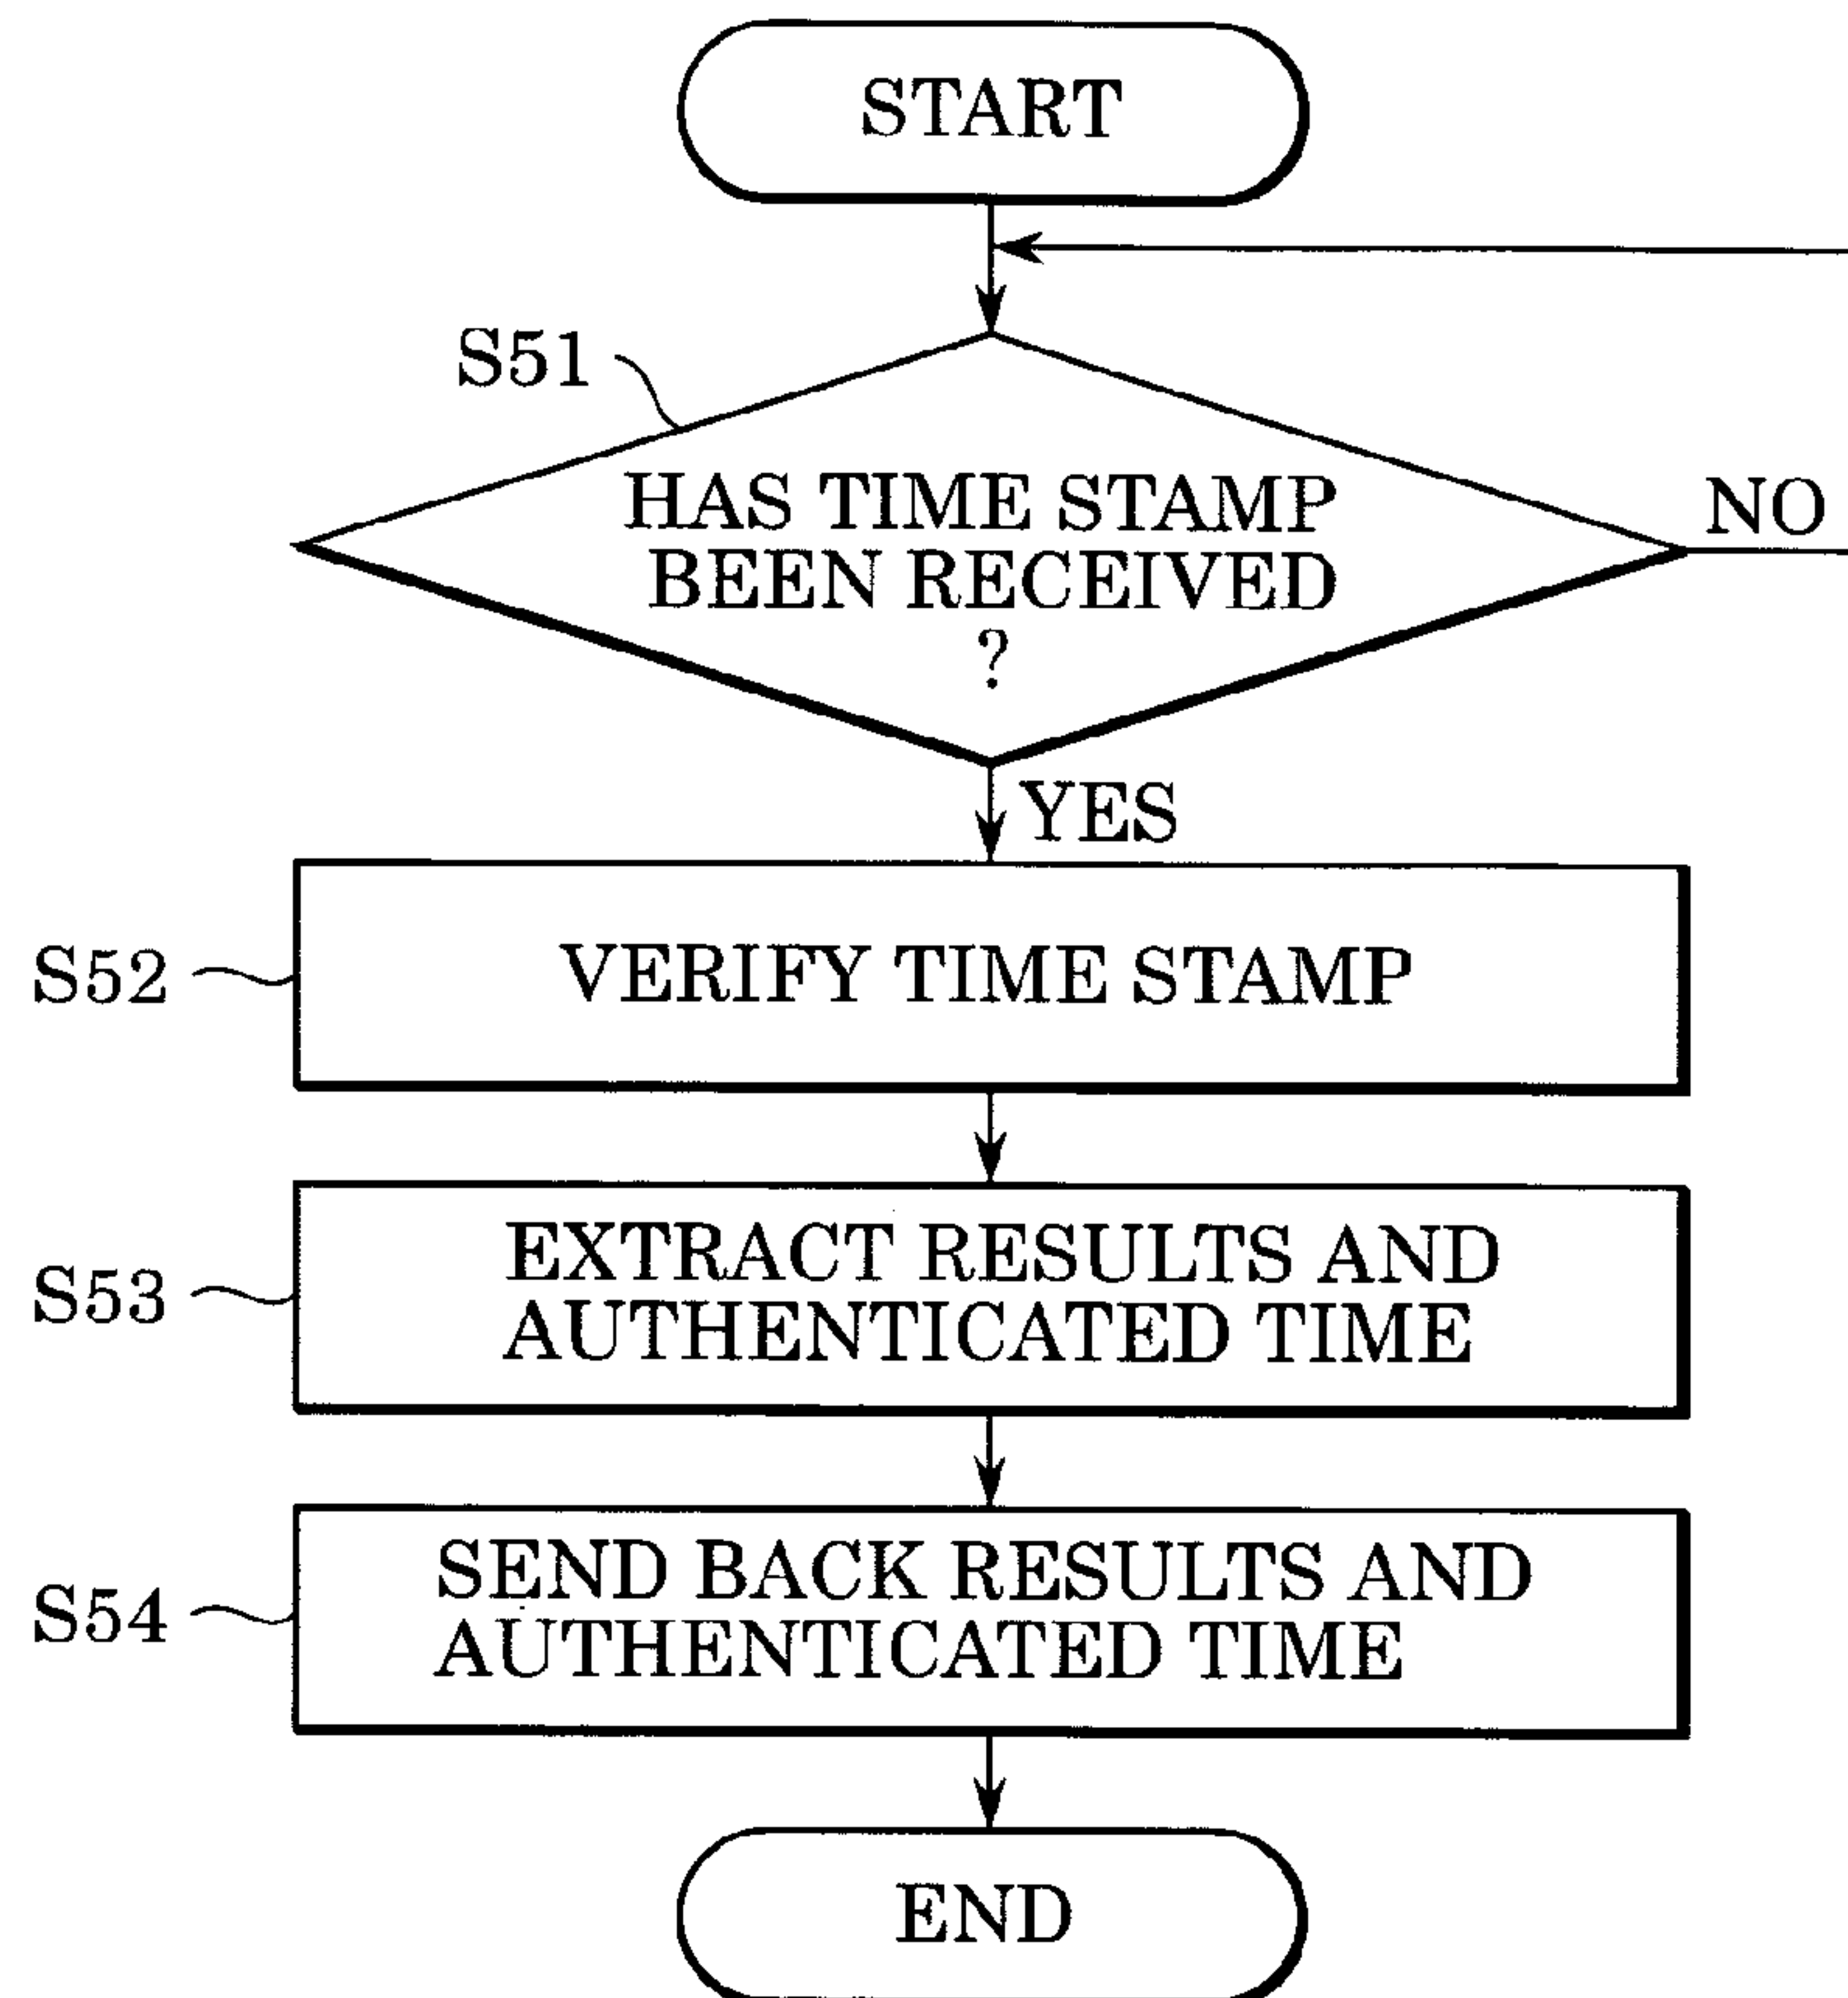 START
S51
HAS TIME STAMP
BEEN RECEIVED
?
NO
YES
S52
VERIFY TIME STAMP
S53
EXTRACT RESULTS AND
AUTHENTICATED TIME
S54
SEND BACK RESULTS AND
AUTHENTICATED TIME
END